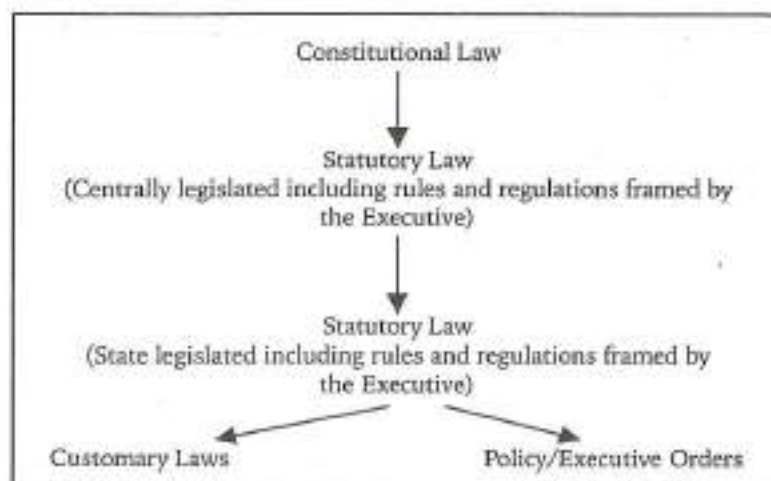 Constitutional Law
Statutory Law
(Centrally legislated including rules and regulations framed by
the Executive)
Statutory Law
(State legislated including rules and regulations framed by
the Executive)
Customary Laws
Policy/Executive Orders